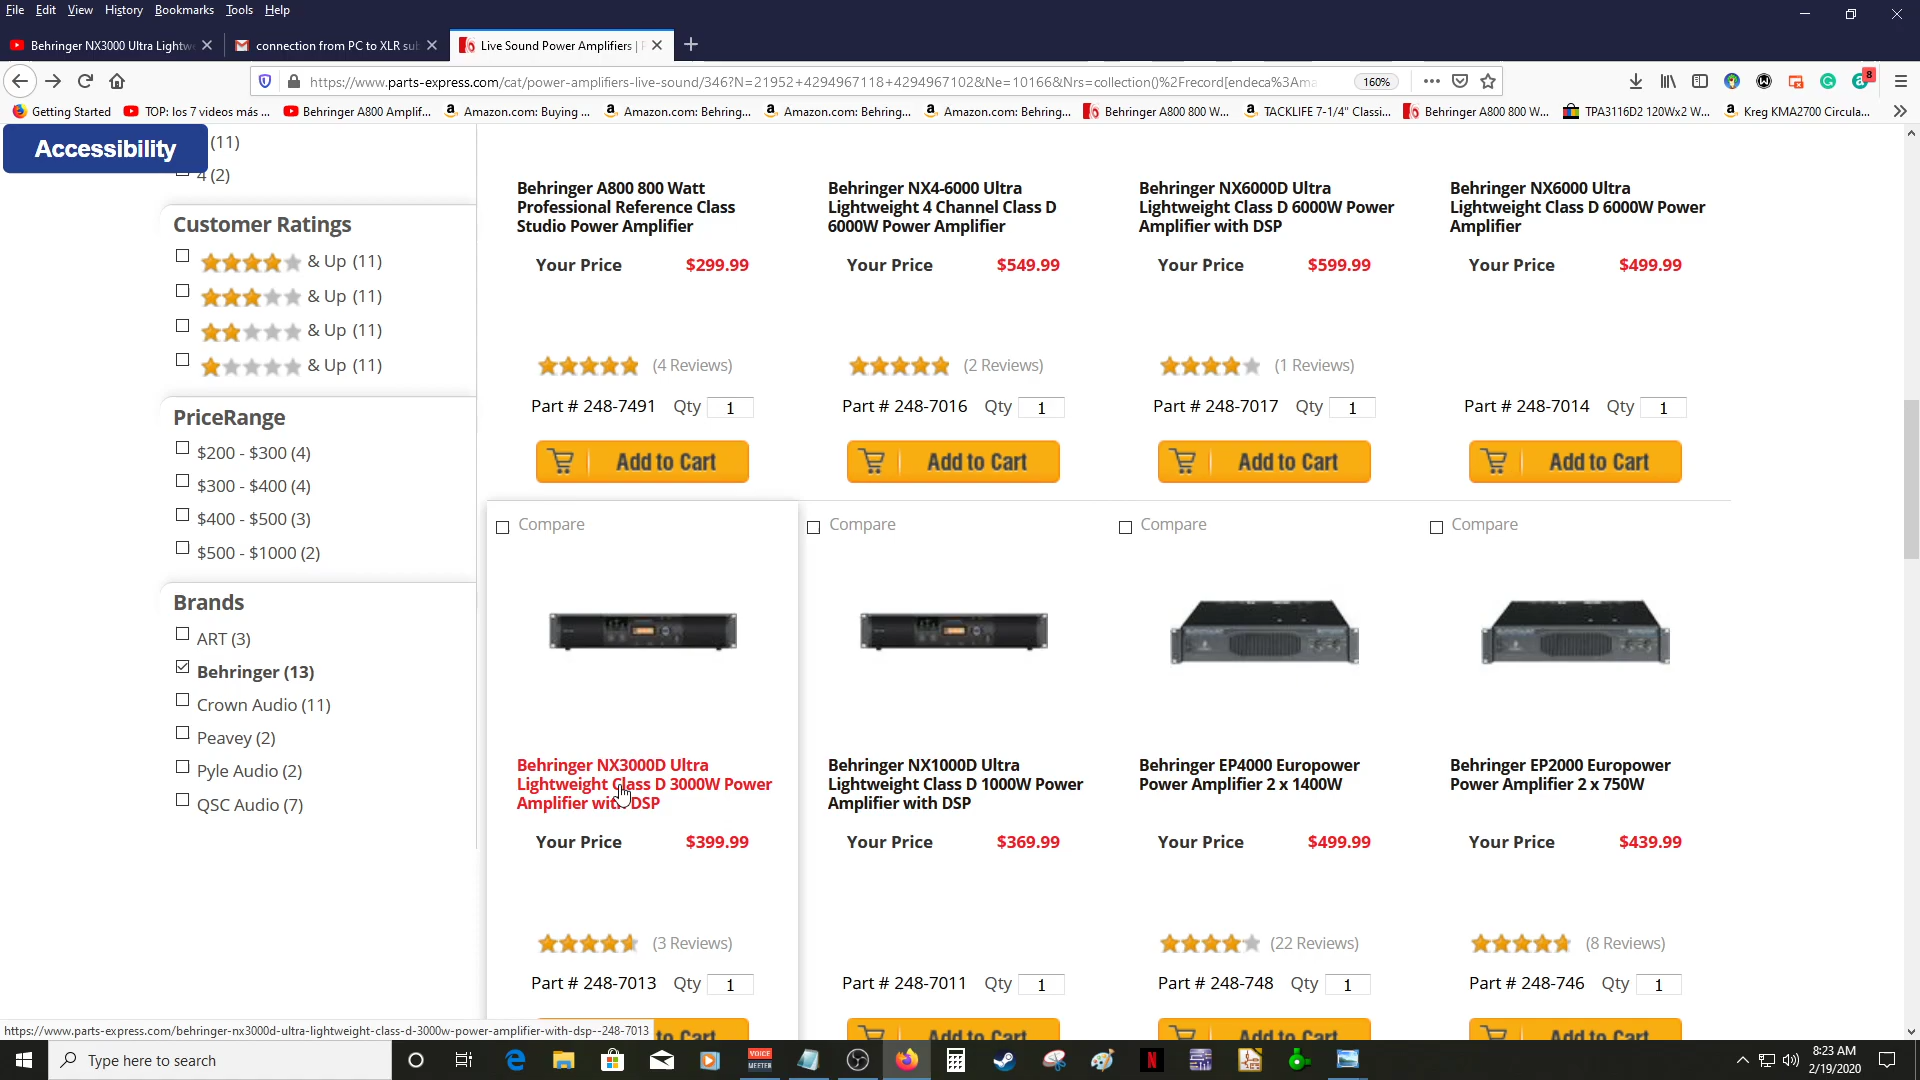 File Edit View History Bookmarks Tools Help
Behringer NX3000 Ultra Lightw
connection from PC to XLR sub
Live Sound Power Amplifiers |
https://www.parts-express.com/cat/power-amplifiers-live-sound/346?N=21952+4294967118+4294967102&Ne=10166&Nrs=collection()%2Frecord[endeca%3Ama
160%
8
Getting Started
TOP: los 7 videos más ...
Behringer A800 Amplif...
Amazon.com: Buying ...
Amazon.com: Behring...
Amazon.com: Behring...
Amazon.com: Behring...
Behringer A800 800 W...
TACKLIFE 7-1/4" Classi...
Behringer A800 800 W...
TPA3116D2 120Wx2 W...
Kreg KMA2700 Circula...
Accessibility
(11)
4 (2)
Customer Ratings
& Up (11)
& Up (11)
& Up (11)
& Up (11)
PriceRange
$200 - $300 (4)
$300 - $400 (4)
$400 - $500 (3)
$500 - $1000 (2)
Brands
ART (3)
Behringer (13)
Crown Audio (11)
Peavey (2)
Pyle Audio (2)
QSC Audio (7)
Behringer A800 800 Watt
Professional Reference Class
Studio Power Amplifier
Your Price $299.99
(4 Reviews)
Part # 248-7491 Qty 1
Add to Cart
Behringer NX4-6000 Ultra
Lightweight 4 Channel Class D
6000W Power Amplifier
Your Price $549.99
(2 Reviews)
Part # 248-7016 Qty 1
Add to Cart
Behringer NX6000D Ultra
Lightweight Class D 6000W Power
Amplifier with DSP
Your Price $599.99
(1 Reviews)
Part # 248-7017 Qty 1
Add to Cart
Behringer NX6000 Ultra
Lightweight Class D 6000W Power
Amplifier
Your Price $499.99
Part # 248-7014 Qty 1
Add to Cart
Compare
Behringer NX3000D Ultra
Lightweight Class D 3000W Power
Amplifier with DSP
Your Price $399.99
(3 Reviews)
Part # 248-7013 Qty 1
to Cart
Compare
Behringer NX1000D Ultra
Lightweight Class D 1000W Power
Amplifier with DSP
Your Price $369.99
Part # 248-7011 Qty 1
Add to Cart
Compare
Behringer EP4000 Europower
Power Amplifier 2 x 1400W
Your Price $499.99
(22 Reviews)
Part # 248-748 Qty 1
Add to Cart
Compare
Behringer EP2000 Europower
Power Amplifier 2 x 750W
Your Price $439.99
(8 Reviews)
Part # 248-746 Qty 1
Add to Cart
https://www.parts-express.com/behringer-nx3000d-ultra-lightweight-class-d-3000w-power-amplifier-with-dsp--248-7013
Type here to search
VOICE
MEETER
8:23 AM
2/19/2020